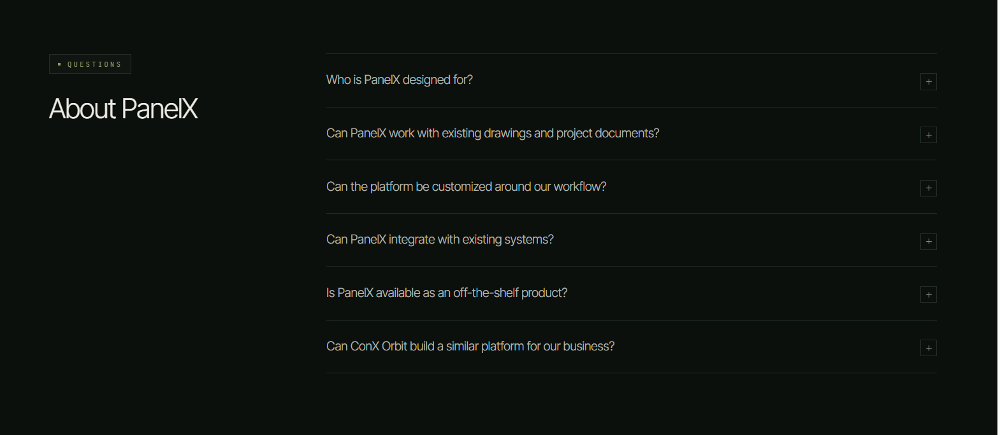 QUESTIONS
About PanelX
Who is PanelX designed for?
Can PanelX work with existing drawings and project documents?
Can the platform be customized around our workflow?
Can PanelX integrate with existing systems?
Is PanelX available as an off-the-shelf product?
Can ConX Orbit build a similar platform for our business?